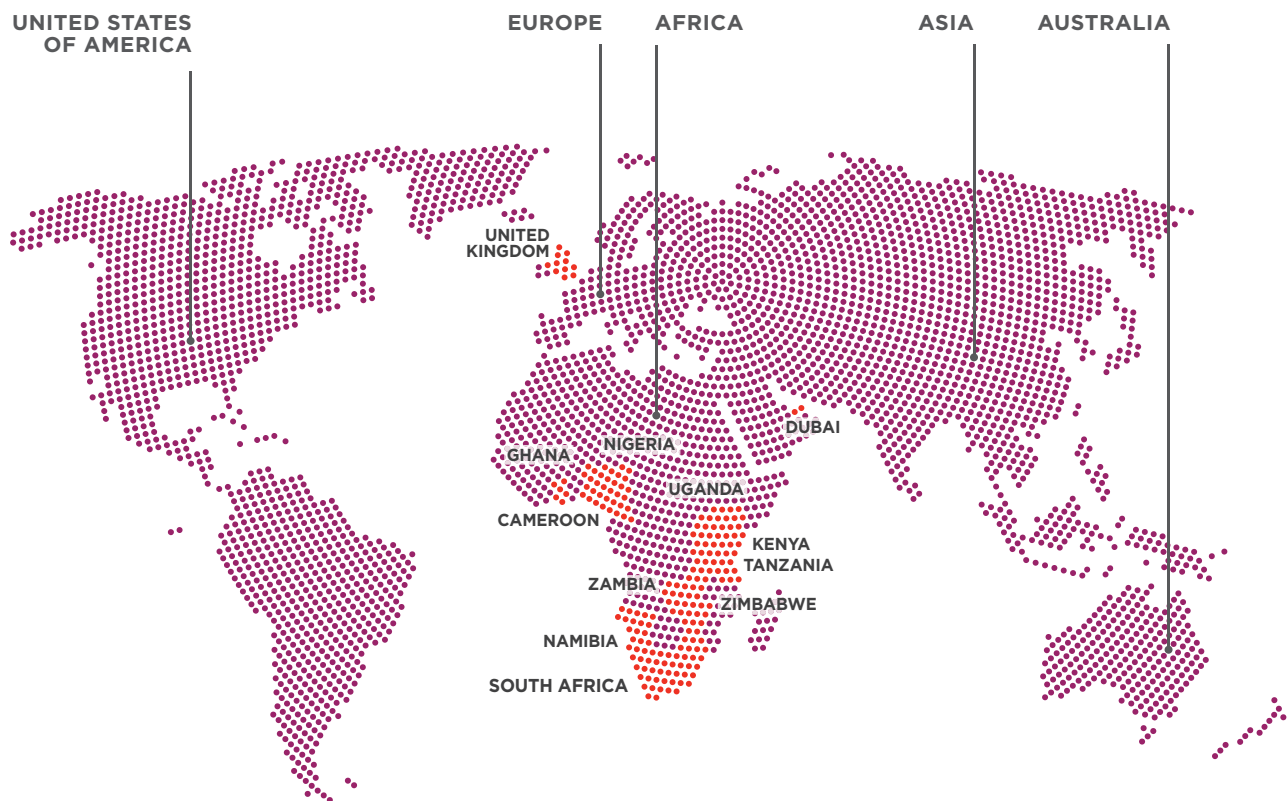 UNITED STATES
OF AMERICA
EUROPE
AFRICA
ASIA
AUSTRALIA
UNITED
KINGDOM
DUBAI
NIGERIA
GHANA
UGANDA
CAMEROON
KENYA
TANZANIA
ZAMBIA
ZIMBABWE
NAMIBIA
SOUTH AFRICA